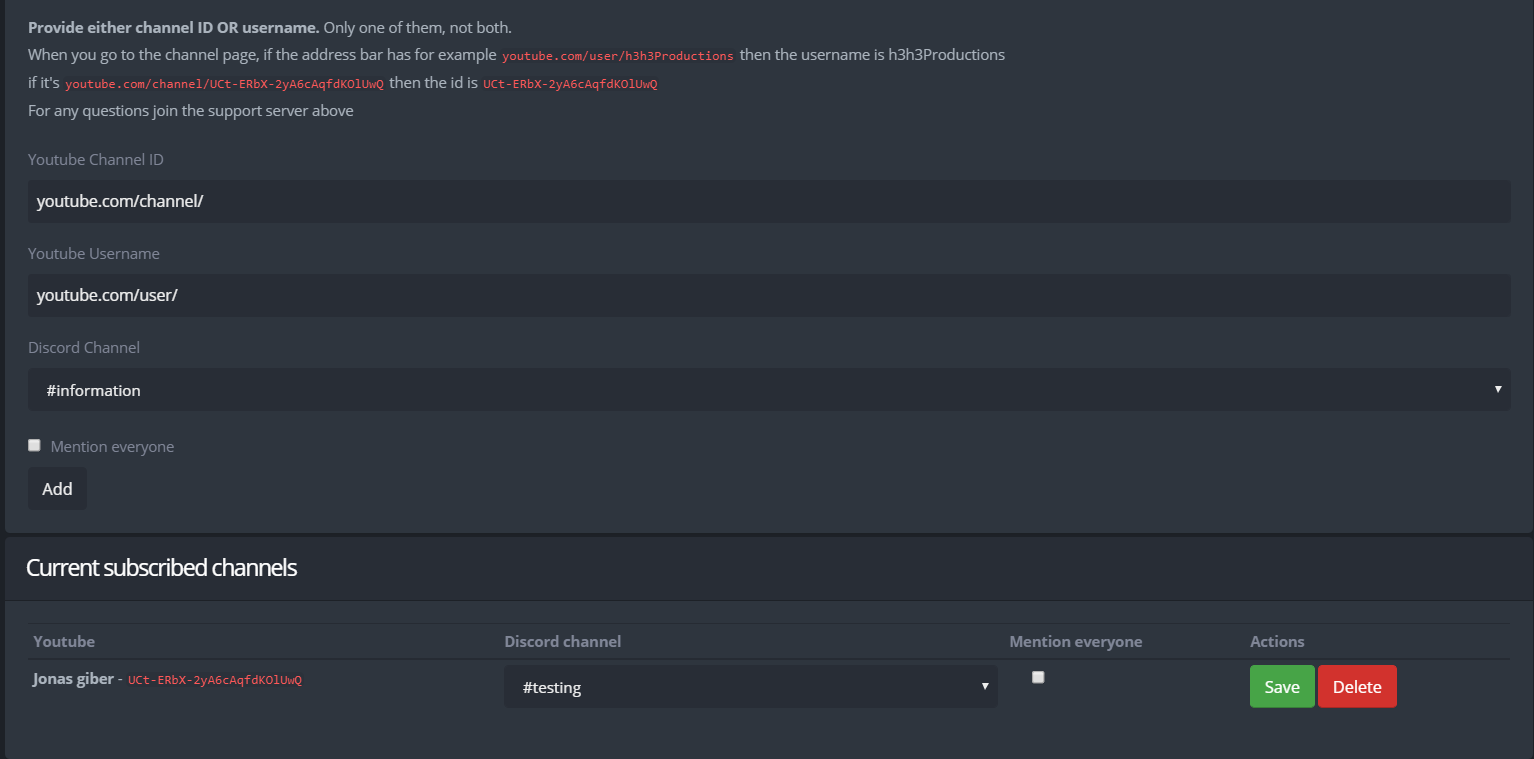 Provide either channel ID OR username. Only one of them, not both.
When you go to the channel page, if the address bar has for example youtube.com/user/h3h3Productions then the username is h3h3Productions
if it's youtube.com/channel/UCt-ERbX-2yA6cAqfdKOlUwQ then the id is UCt-ERbX-2yA6cAqfdKOlUwQ
For any questions join the support server above
Youtube Channel ID
youtube.com/channel/
Youtube Username
youtube.com/user/
Discord Channel
#information
Mention everyone
Add
Current subscribed channels
Youtube Discord channel Mention everyone Actions
Jonas giber - UCt-ERbX-2yA6cAqfdKOlUwQ #testing Save Delete